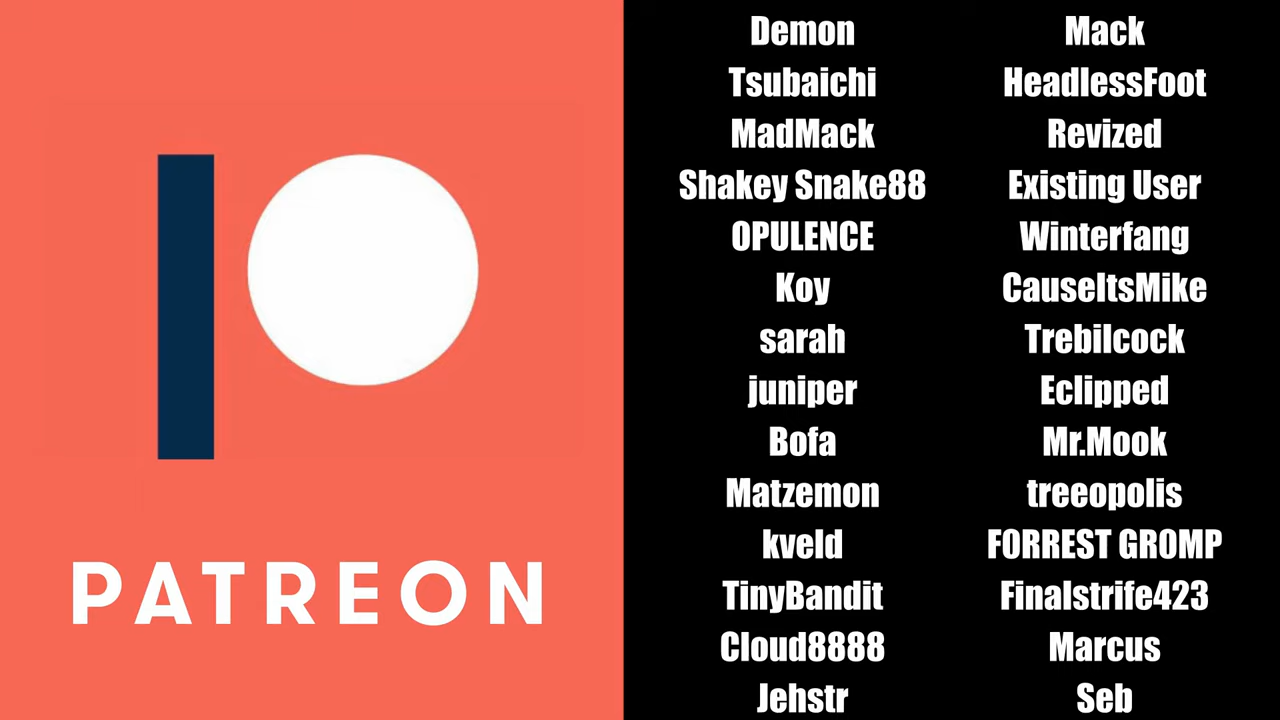 PATREON
Demon
Tsubaichi
MadMack
Shakey Snake88
OPULENCE
Koy
sarah
juniper
Bofa
Matzemon
kveld
TinyBandit
Cloud8888
Jehstr
Mack
HeadlessFoot
Revized
Existing User
Winterfang
CauseItsMike
Trebilcock
Eclipped
Mr.Mook
treeopolis
FORREST GROMP
Finalstrife423
Marcus
Seb